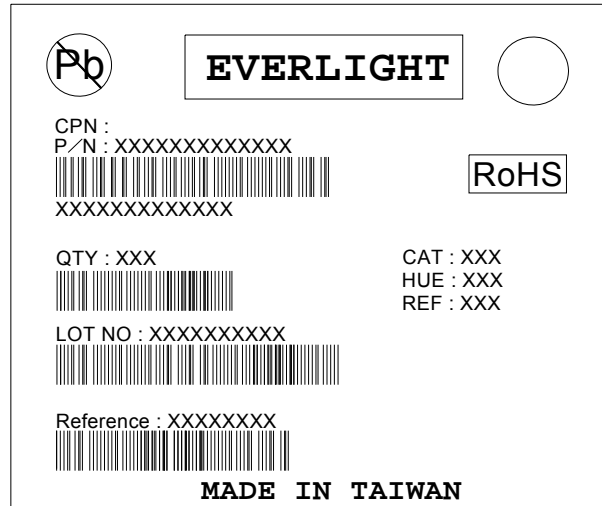 Pb
EVERLIGHT
CPN :
P/N : XXXXXXXXXXXXX
RoHS
XXXXXXXXXXXXX
QTY : XXX
CAT : XXX
HUE : XXX
REF : XXX
LOT NO : XXXXXXXXXX
Reference : XXXXXXXX
MADE IN TAIWAN